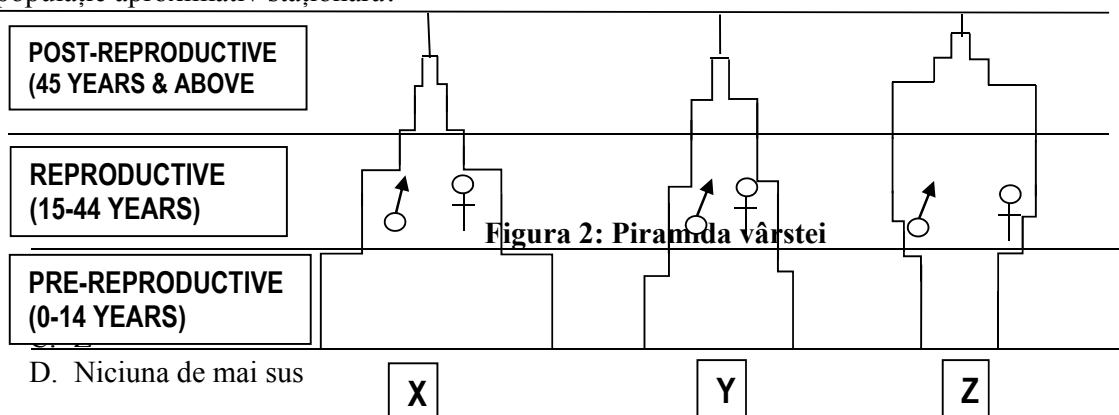 populație aproximativ staționară?
POST-REPRODUCTIVE
(45 YEARS & ABOVE
REPRODUCTIVE
(15-44 YEARS)
Figura 2: Piramida vârstei
PRE-REPRODUCTIVE
(0-14 YEARS)
D. Niciuna de mai sus
X
Y
Z